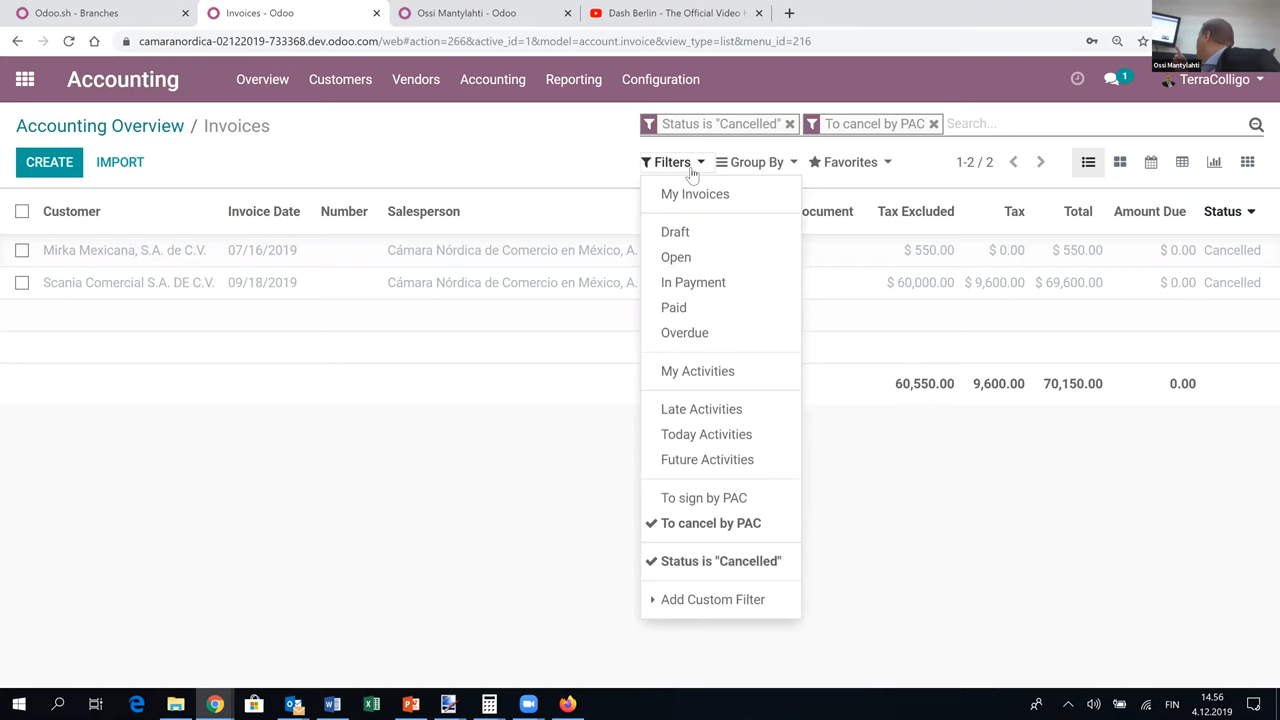 Odoo.sh - Branches
Invoices - Odoo
Ossi Mantylahti - Odoo
Dash Berlin - The Official Video
camaranordica-02122019-733368.dev.odoo.com/web#action=266&active_id=1&model=account.invoice&view_type=list&menu_id=216
Ossi Mantylahti
Accounting
Overview
Customers
Vendors
Accounting
Reporting
Configuration
1
TerraColligo
Accounting Overview / Invoices
Status is "Cancelled"
To cancel by PAC
Search...
CREATE
IMPORT
Filters
Group By
Favorites
1-2 / 2
Customer
Invoice Date
Number
Salesperson
ocument
Tax Excluded
Tax
Total
Amount Due
Status
Mirka Mexicana, S.A. de C.V.
07/16/2019
Cámara Nórdica de Comercio en México, A.
$ 550.00
$ 0.00
$ 550.00
$ 0.00
Cancelled
Scania Comercial S.A. DE C.V.
09/18/2019
Cámara Nórdica de Comercio en México, A.
$ 60,000.00
$ 9,600.00
$ 69,600.00
$ 0.00
Cancelled
60,550.00
9,600.00
70,150.00
0.00
My Invoices
Draft
Open
In Payment
Paid
Overdue
My Activities
Late Activities
Today Activities
Future Activities
To sign by PAC
To cancel by PAC
Status is "Cancelled"
Add Custom Filter
FIN
14.56
4.12.2019